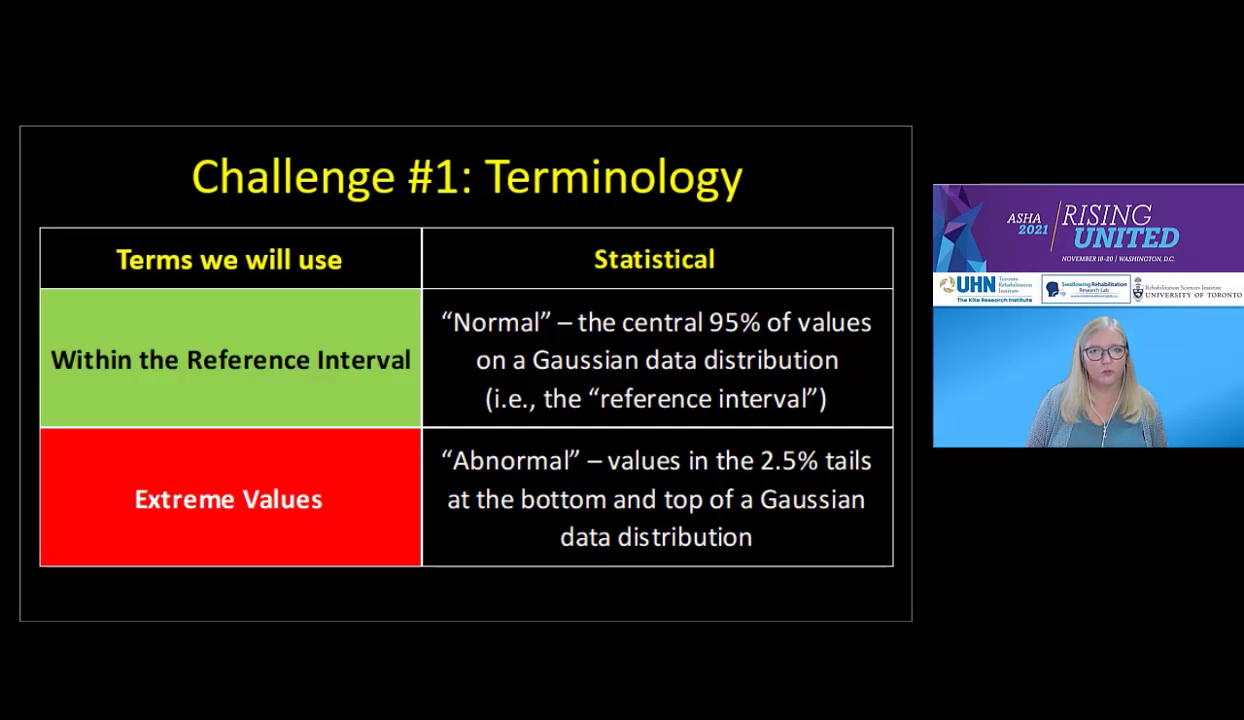 Challenge #1: Terminology
Terms we will use
Statistical
Within the Reference Interval
“Normal” – the central 95% of values
on a Gaussian data distribution
(i.e., the “reference interval”)
Extreme Values
“Abnormal” – values in the 2.5% tails
at the bottom and top of a Gaussian
data distribution
ASHA
2021
RISING
UNITED
NOVEMBER 18-20 | WASHINGTON, D.C.
UHN
Toronto
Rehabilitation
Institute
The Kite Research Institute
Swallowing Rehabilitation
Research Lab
Rehabilitation Sciences Institute
UNIVERSITY OF TORONTO